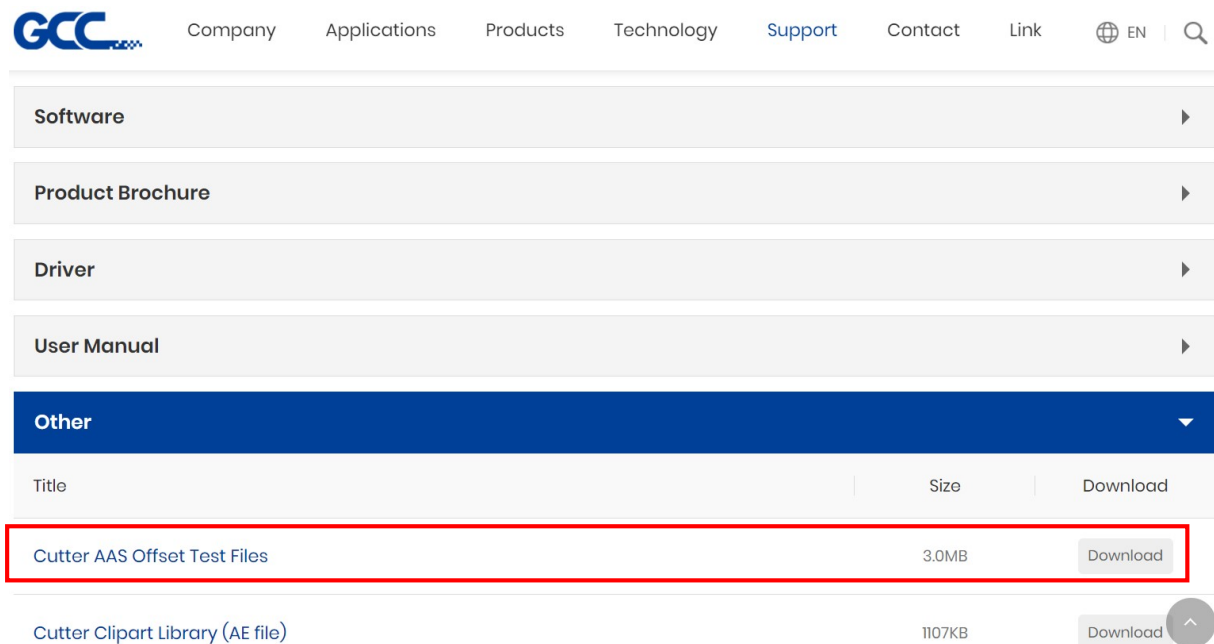 GCC Company Applications Products Technology Support Contact Link EN
Software
Product Brochure
Driver
User Manual
Other
Title Size Download
Cutter AAS Offset Test Files 3.0MB Download
Cutter Clipart Library (AE file) 1107KB Download